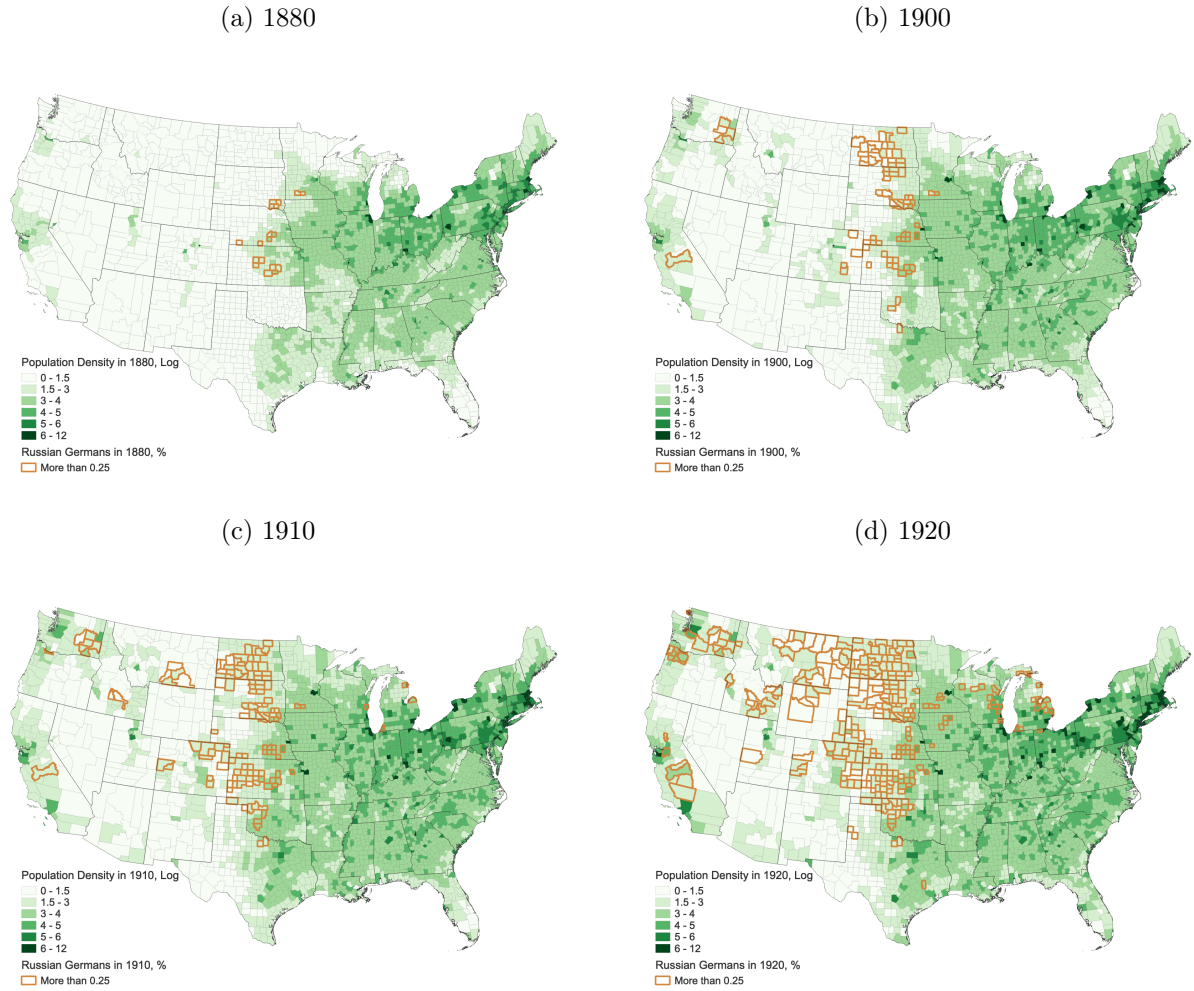 (a) 1880
(b) 1900
Population Density in 1880, Log
0 - 1.5
1.5 - 3
3 - 4
4 - 5
5 - 6
6 - 12
Russian Germans in 1880, %
More than 0.25
Population Density in 1900, Log
0 - 1.5
1.5 - 3
3 - 4
4 - 5
5 - 6
6 - 12
Russian Germans in 1900, %
More than 0.25
(c) 1910
(d) 1920
Population Density in 1910, Log
0 - 1.5
1.5 - 3
3 - 4
4 - 5
5 - 6
6 - 12
Russian Germans in 1910, %
More than 0.25
Population Density in 1920, Log
0 - 1.5
1.5 - 3
3 - 4
4 - 5
5 - 6
6 - 12
Russian Germans in 1920, %
More than 0.25